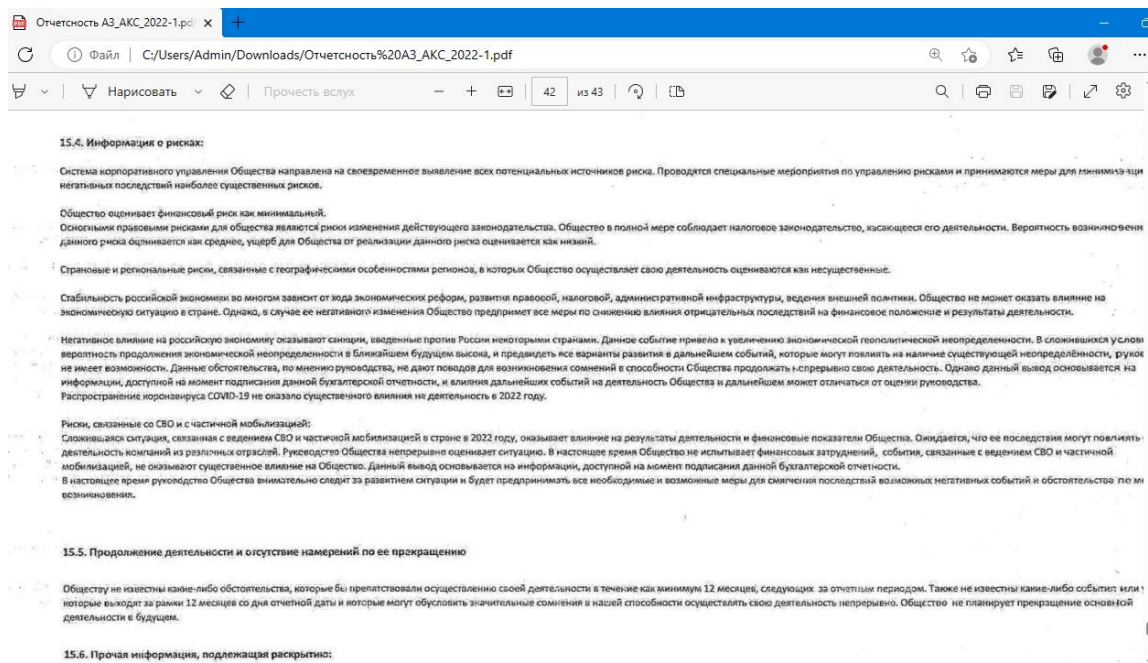 Отчетсность А3_АКС_2022-1.pd
Файл | C:/Users/Admin/Downloads/Отчетсность%20А3_АКС_2022-1.pdf
Нарисовать
Прочесть вслух
42
из 43
15.4. Информация о рисках:
Система корпоративного управления Общества направлена на своевременное выявление всех потенциальных источников риска. Проводятся специальные мероприятия по управлению рисками и принимаются меры для минимизаци
негативных последствий наиболее существенных рисков.
Общество оценивает финансовый риск как минимальный.
Основными правовыми рисками для общества являются риски изменения действующего законодательства. Общество в полной мере соблюдает налоговое законодательство, касающееся его деятельности. Вероятность возникновени
данного риска оценивается как среднее, ущерб для Общества от реализации данного риска оценивается как низкий.
Страновые и региональные риски, связанные с географическими особенностями регионов, в которых Общество осуществляет свою деятельность оцениваются как несущественные.
Стабильность российской экономики во многом зависит от хода экономических реформ, развития правовой, налоговой, административной инфраструктуры, ведения внешней политики. Общество не может оказать влияние на
экономическую ситуацию в стране. Однако, в случае ее негативного изменения Общество предпримет все меры по снижению влияния отрицательных последствий на финансовое положение и результаты деятельности.
Негативное влияние на российскую экономику оказывают санкции, введенные против России некоторыми странами. Данное событие привело к увеличению экономической геополитической неопределенности. В сложившихся услови
вероятность продолжения экономической неопределенности в ближайшем будущем высока, и предвидеть все варианты развития в дальнейшем событий, которые могут повлиять на наличие существующей неопределённости, руков
не имеет возможности. Данные обстоятельства, по мнению руководства, не дают поводов для возникновения сомнений в способности Общества продолжать непрерывно свою деятельность. Однако данный вывод основывается на
информации, доступной на момент подписания данной бухгалтерской отчетности, и влияния дальнейших событий на деятельность Общества и дальнейшем может отличаться от оценки руководства.
Распространение коронавируса COVID-19 не оказало существенного влияния на деятельность в 2022 году.
Риски, связанные со СВО и с частичной мобилизацией:
Сложившаяся ситуация, связанная с ведением СВО и частичной мобилизацией в стране в 2022 году, оказывает влияние на результаты деятельности и финансовые показатели Общества. Ожидается, что ее последствия могут повлиять
деятельность компаний из различных отраслей. Руководство Общества непрерывно оценивает ситуацию. В настоящее время Общество не испытывает финансовых затруднений, события, связанные с ведением СВО и частичной
мобилизацией, не оказывают существенное влияние на Общество. Данный вывод основывается на информации, доступной на момент подписания данной бухгалтерской отчетности.
В настоящее время руководство Общества внимательно следит за развитием ситуации и будет предпринимать все необходимые и возможные меры для смягчения последствий возможных негативных событий и обстоятельства по ме
возникновения.
15.5. Продолжение деятельности и отсутствие намерений по ее прекращению
Обществу не известны какие-либо обстоятельства, которые бы препятствовали осуществлению своей деятельности в течение как минимум 12 месяцев, следующих за отчетным периодом. Также не известны какие-либо события или
которые выходят за рамки 12 месяцев со дня отчетной даты и которые могут обусловить значительные сомнения в нашей способности осуществлять свою деятельность непрерывно. Общество не планирует прекращение основной
деятельности в будущем.
15.6. Прочая информация, подлежащая раскрытию: